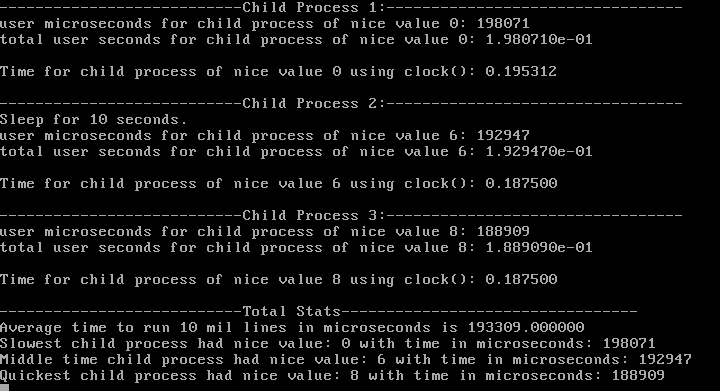 -------------------------Child Process 1:-------------------------------
user microseconds for child process of nice value 0: 198071
total user seconds for child process of nice value 0: 1.980710e-01
Time for child process of nice value 0 using clock(): 0.195312
-------------------------Child Process 2:-------------------------------
Sleep for 10 seconds.
user microseconds for child process of nice value 6: 192947
total user seconds for child process of nice value 6: 1.929470e-01
Time for child process of nice value 6 using clock(): 0.187500
-------------------------Child Process 3:-------------------------------
user microseconds for child process of nice value 8: 188909
total user seconds for child process of nice value 8: 1.889090e-01
Time for child process of nice value 8 using clock(): 0.187500
-------------------------Total Stats-------------------------------
Average time to run 10 mil lines in microseconds is 193309.000000
Slowest child process had nice value: 0 with time in microseconds: 198071
Middle time child process had nice value: 6 with time in microseconds: 192947
Quickest child process had nice value: 8 with time in microseconds: 188909